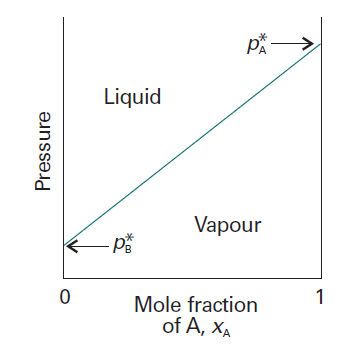 p*A
Liquid
Pressure
Vapour
p*B
0
Mole fraction
of A, xA
1